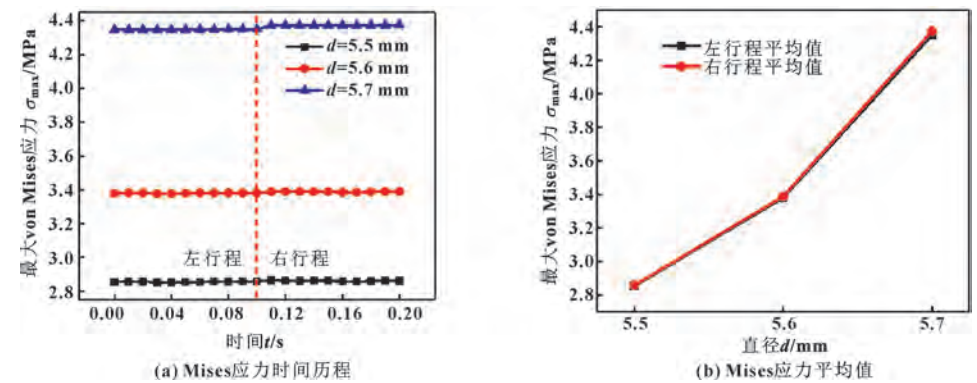 4.4
4.2
4.0
3.8
3.6
3.4
3.2
3.0
2.8
最大von Mises应力 σmax/MPa
d=5.5 mm
d=5.6 mm
d=5.7 mm
左行程
右行程
0.00 0.04 0.08 0.12 0.16 0.20
时间t/s
(a) Mises应力时间历程
4.4
4.2
4.0
3.8
3.6
3.4
3.2
3.0
2.8
最大von Mises应力 σmax/MPa
左行程平均值
右行程平均值
5.5 5.6 5.7
直径d/mm
(b) Mises应力平均值